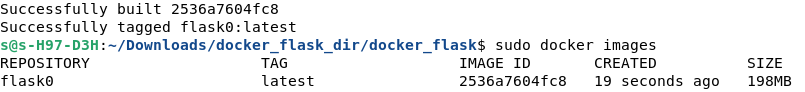 Successfully built 2536a7604fc8
Successfully tagged flask0:latest
s@s-H97-D3H:~/Downloads/docker_flask_dir/docker_flask$ sudo docker images
REPOSITORY TAG IMAGE ID CREATED SIZE
flask0 latest 2536a7604fc8 19 seconds ago 198MB